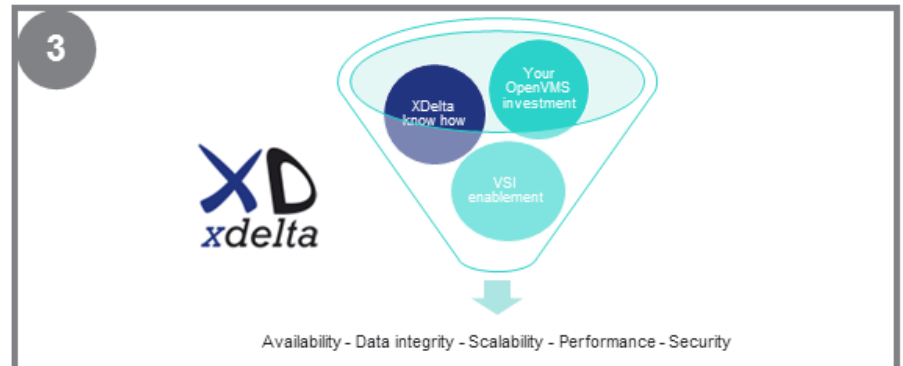 3
Your
OpenVMS
investment
XDelta
know how
VSI
enablement
XD
xdelta
Availability - Data integrity - Scalability - Performance - Security